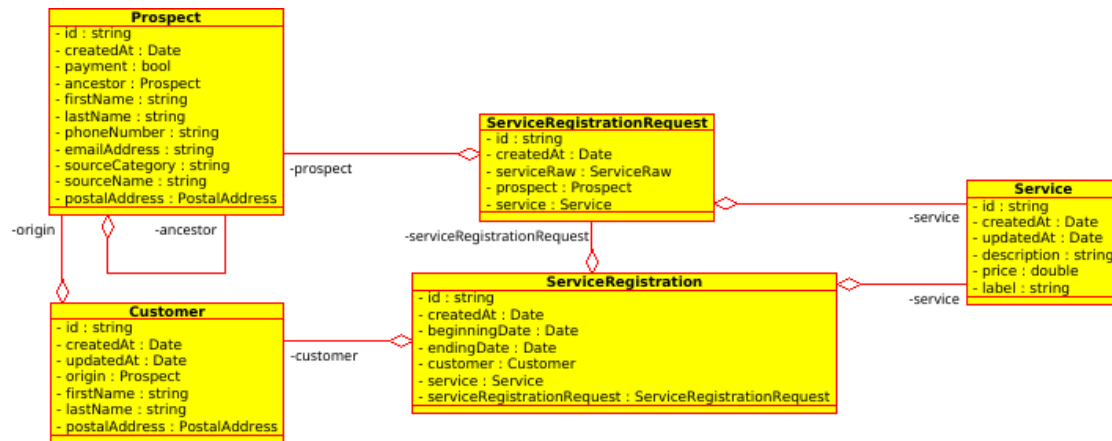 Prospect
- id : string
- createdAt : Date
- payment : bool
- ancestor : Prospect
- firstName : string
- lastName : string
- phoneNumber : string
- emailAddress : string
- sourceCategory : string
- sourceName : string
- postalAddress : PostalAddress
-origin
-ancestor
-prospect
ServiceRegistrationRequest
- id : string
- createdAt : Date
- serviceRaw : ServiceRaw
- prospect : Prospect
- service : Service
-serviceRegistrationRequest
-service
Service
- id : string
- createdAt : Date
- updatedAt : Date
- description : string
- price : double
- label : string
-service
ServiceRegistration
- id : string
- createdAt : Date
- beginningDate : Date
- endingDate : Date
- customer : Customer
- service : Service
- serviceRegistrationRequest : ServiceRegistrationRequest
-customer
Customer
- id : string
- createdAt : Date
- updatedAt : Date
- origin : Prospect
- firstName : string
- lastName : string
- postalAddress : PostalAddress